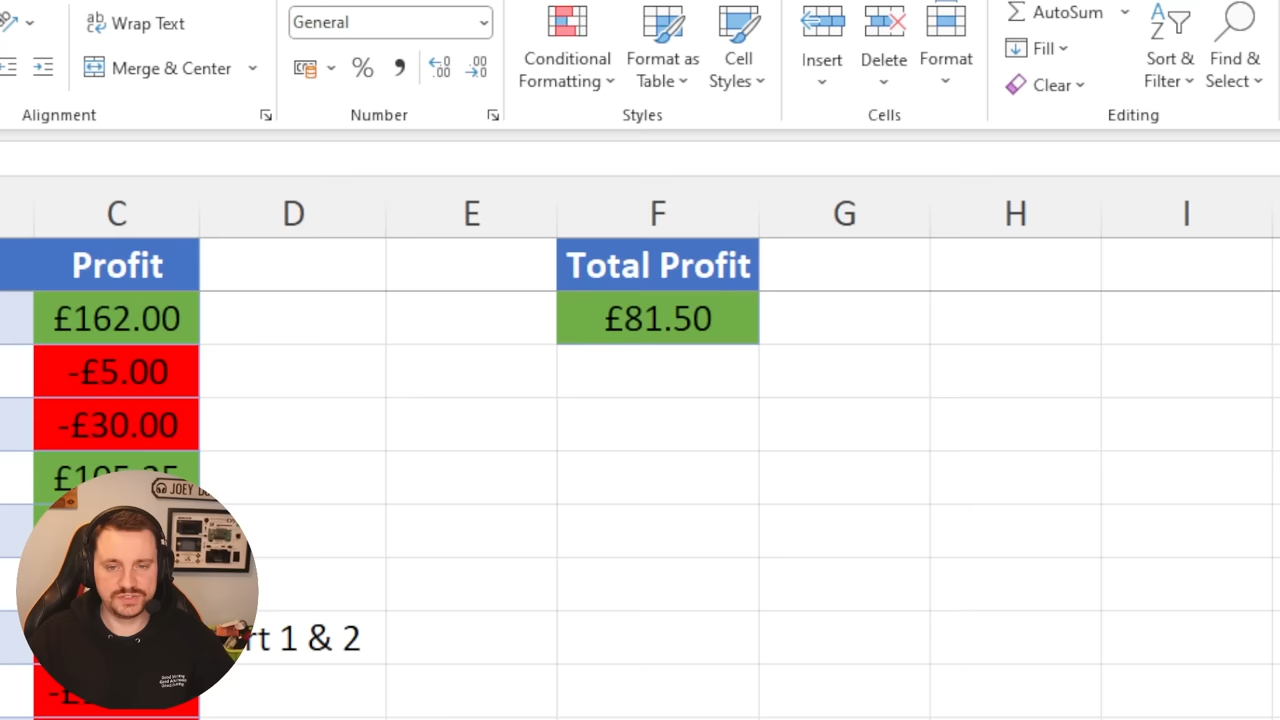 Wrap Text
General
Merge & Center
Conditional
Formatting
Format as
Table
Cell
Styles
Insert
Delete
Format
AutoSum
Fill
Clear
Sort &
Filter
Find &
Select
Alignment
Number
Styles
Cells
Editing
C D E F G H I
Profit Total Profit
£162.00 £81.50
-£5.00
-£30.00
1 & 2
JOEY